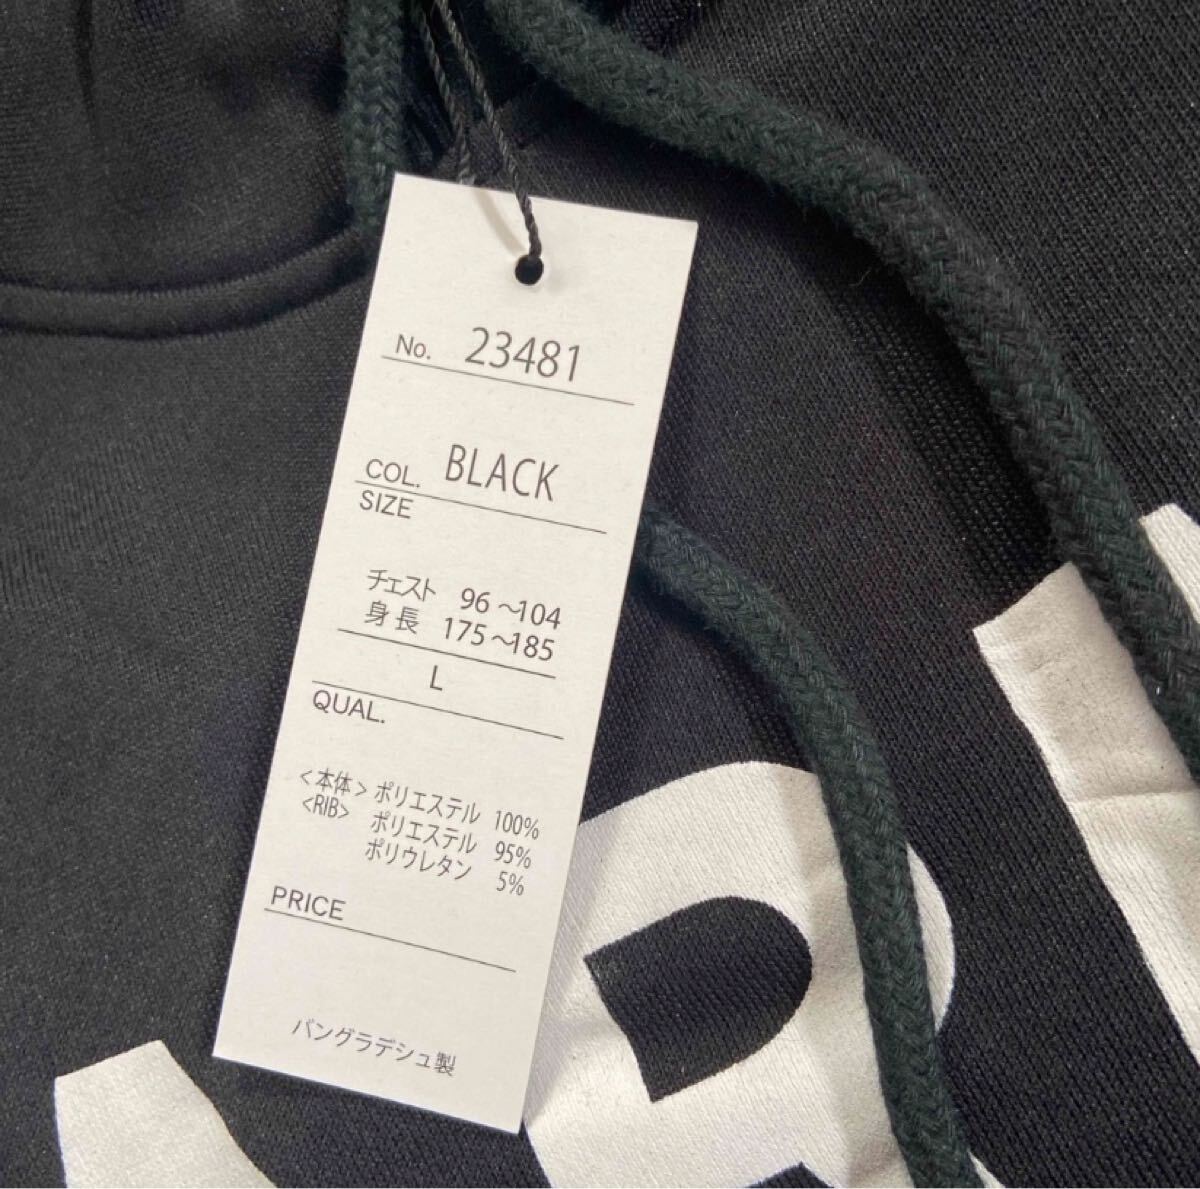 No. 23481
COL. BLACK
SIZE
チェスト 96～104
身長 175～185
L
QUAL.
<本体> ポリエステル 100%
<RIB> ポリエステル 95%
ポリウレタン 5%
PRICE
バングラデシュ製